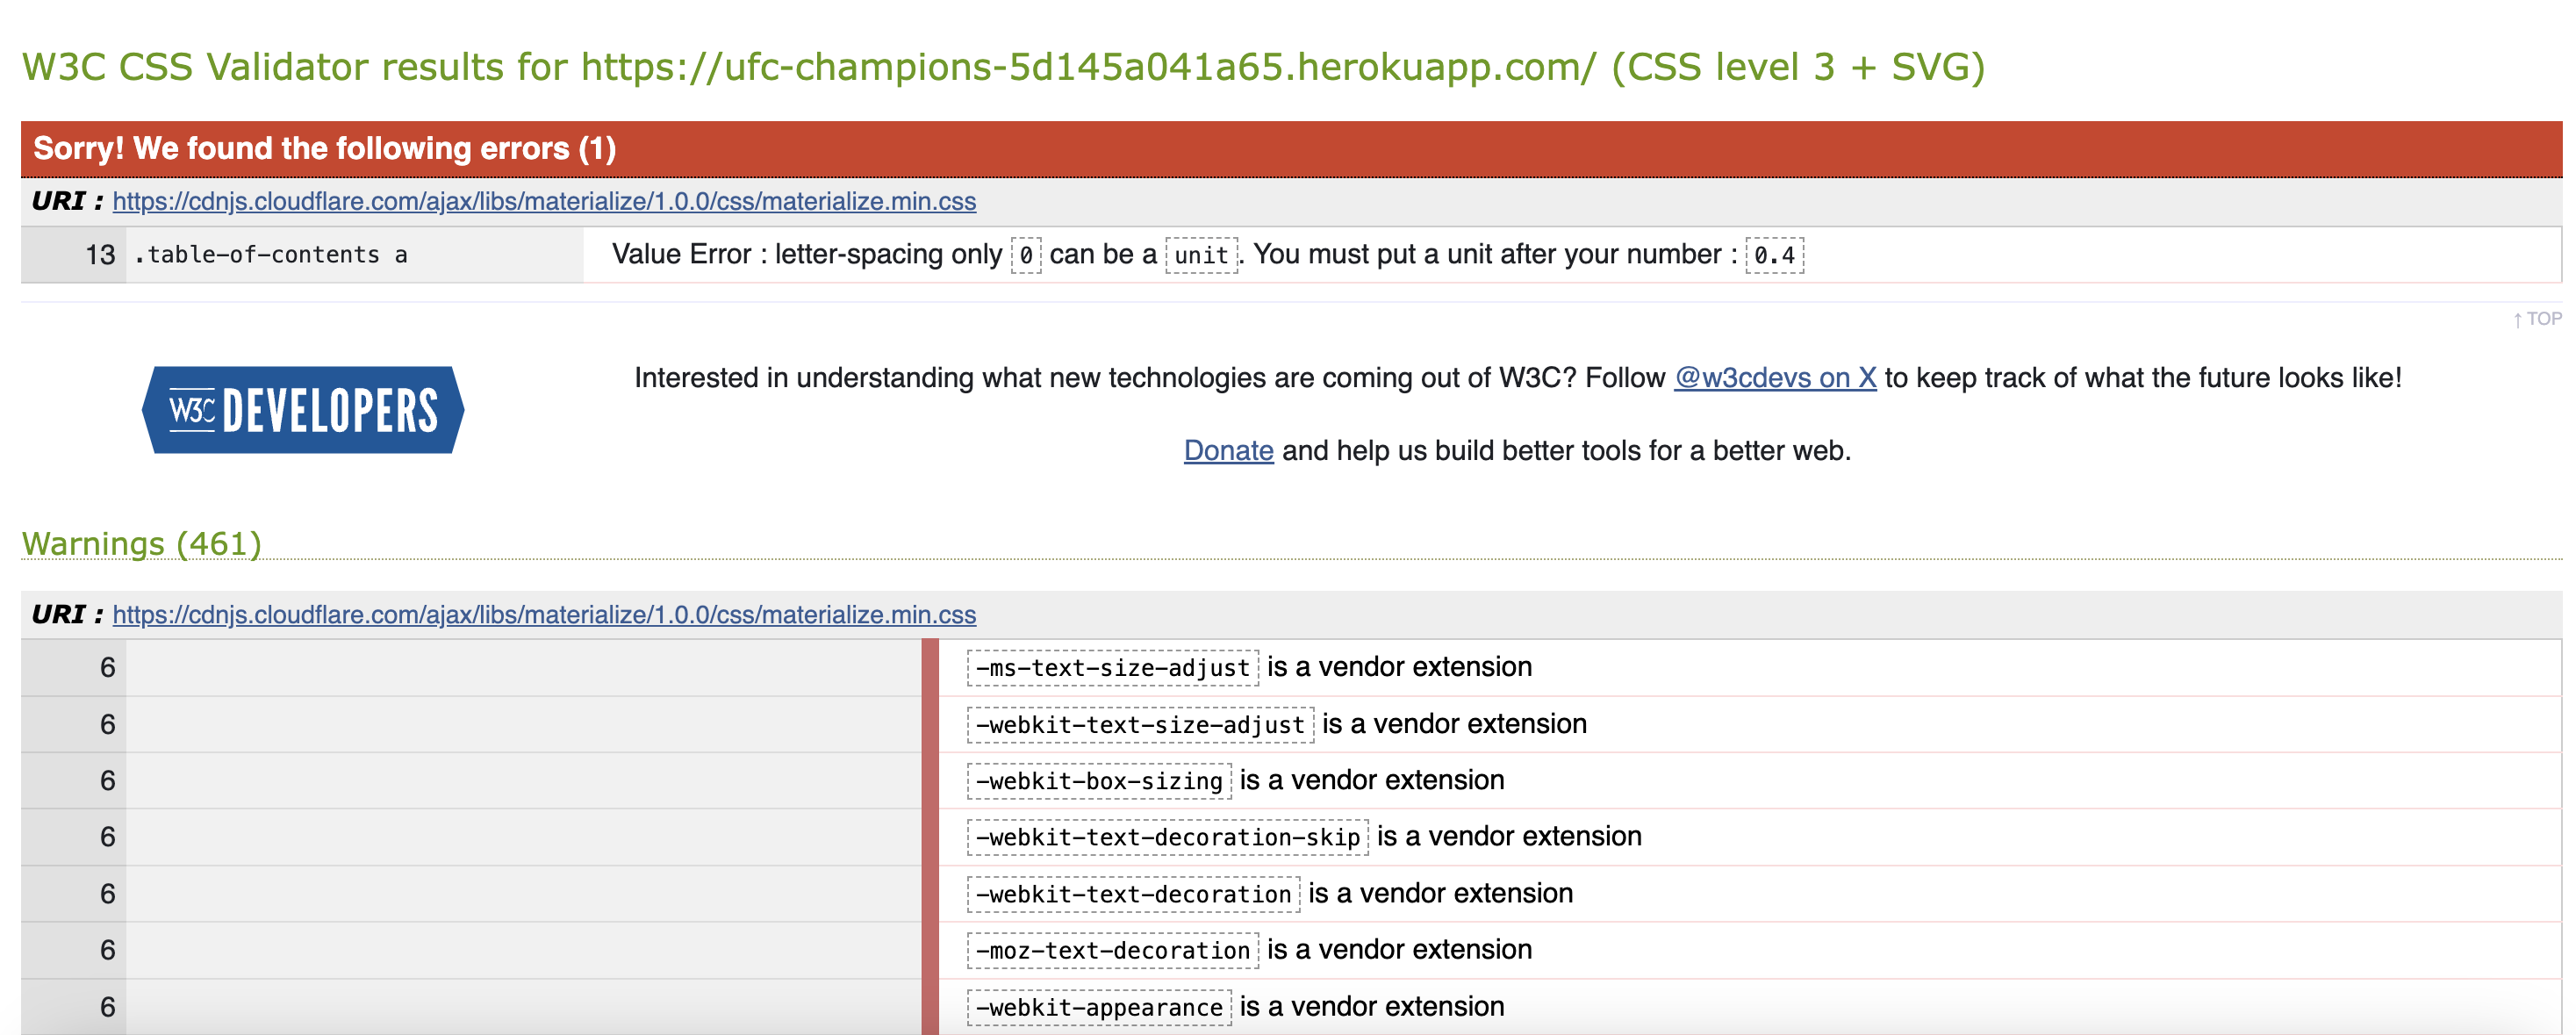 W3C CSS Validator results for https://ufc-champions-5d145a041a65.herokuapp.com/ (CSS level 3 + SVG)
Sorry! We found the following errors (1)
URI : https://cdnjs.cloudflare.com/ajax/libs/materialize/1.0.0/css/materialize.min.css
13 .table-of-contents a Value Error : letter-spacing only 0 can be a unit. You must put a unit after your number : 0.4
↑ TOP
W3C DEVELOPERS
Interested in understanding what new technologies are coming out of W3C? Follow @w3cdevs on X to keep track of what the future looks like!
Donate and help us build better tools for a better web.
Warnings (461)
URI : https://cdnjs.cloudflare.com/ajax/libs/materialize/1.0.0/css/materialize.min.css
6 -ms-text-size-adjust is a vendor extension
6 -webkit-text-size-adjust is a vendor extension
6 -webkit-box-sizing is a vendor extension
6 -webkit-text-decoration-skip is a vendor extension
6 -webkit-text-decoration is a vendor extension
6 -moz-text-decoration is a vendor extension
6 -webkit-appearance is a vendor extension